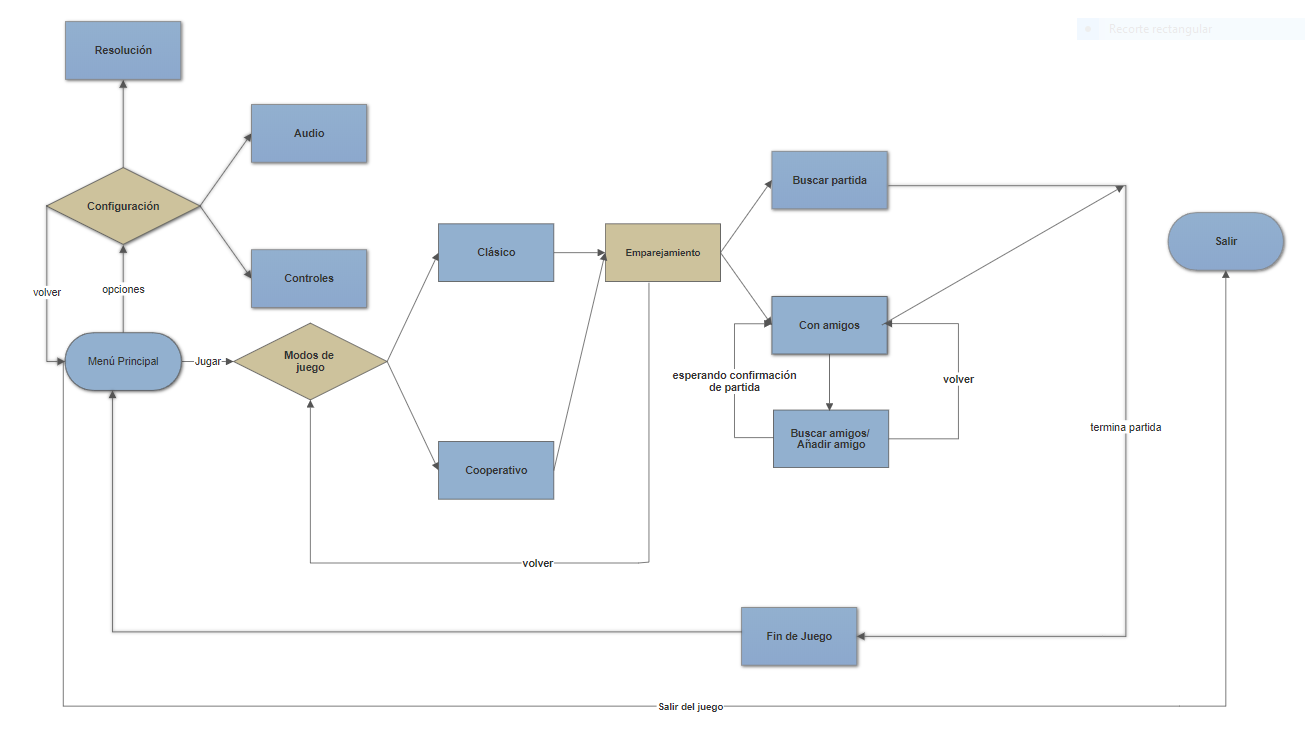 Recorte rectangular
Resolución
Audio
Configuración
Buscar partida
Salir
Clásico
Emparejamiento
Controles
volver
opciones
Con amigos
Menú Principal
Jugar
Modos de
juego
esperando confirmación
de partida
volver
termina partida
Buscar amigos/
Añadir amigo
Cooperativo
volver
Fin de Juego
Salir del juego